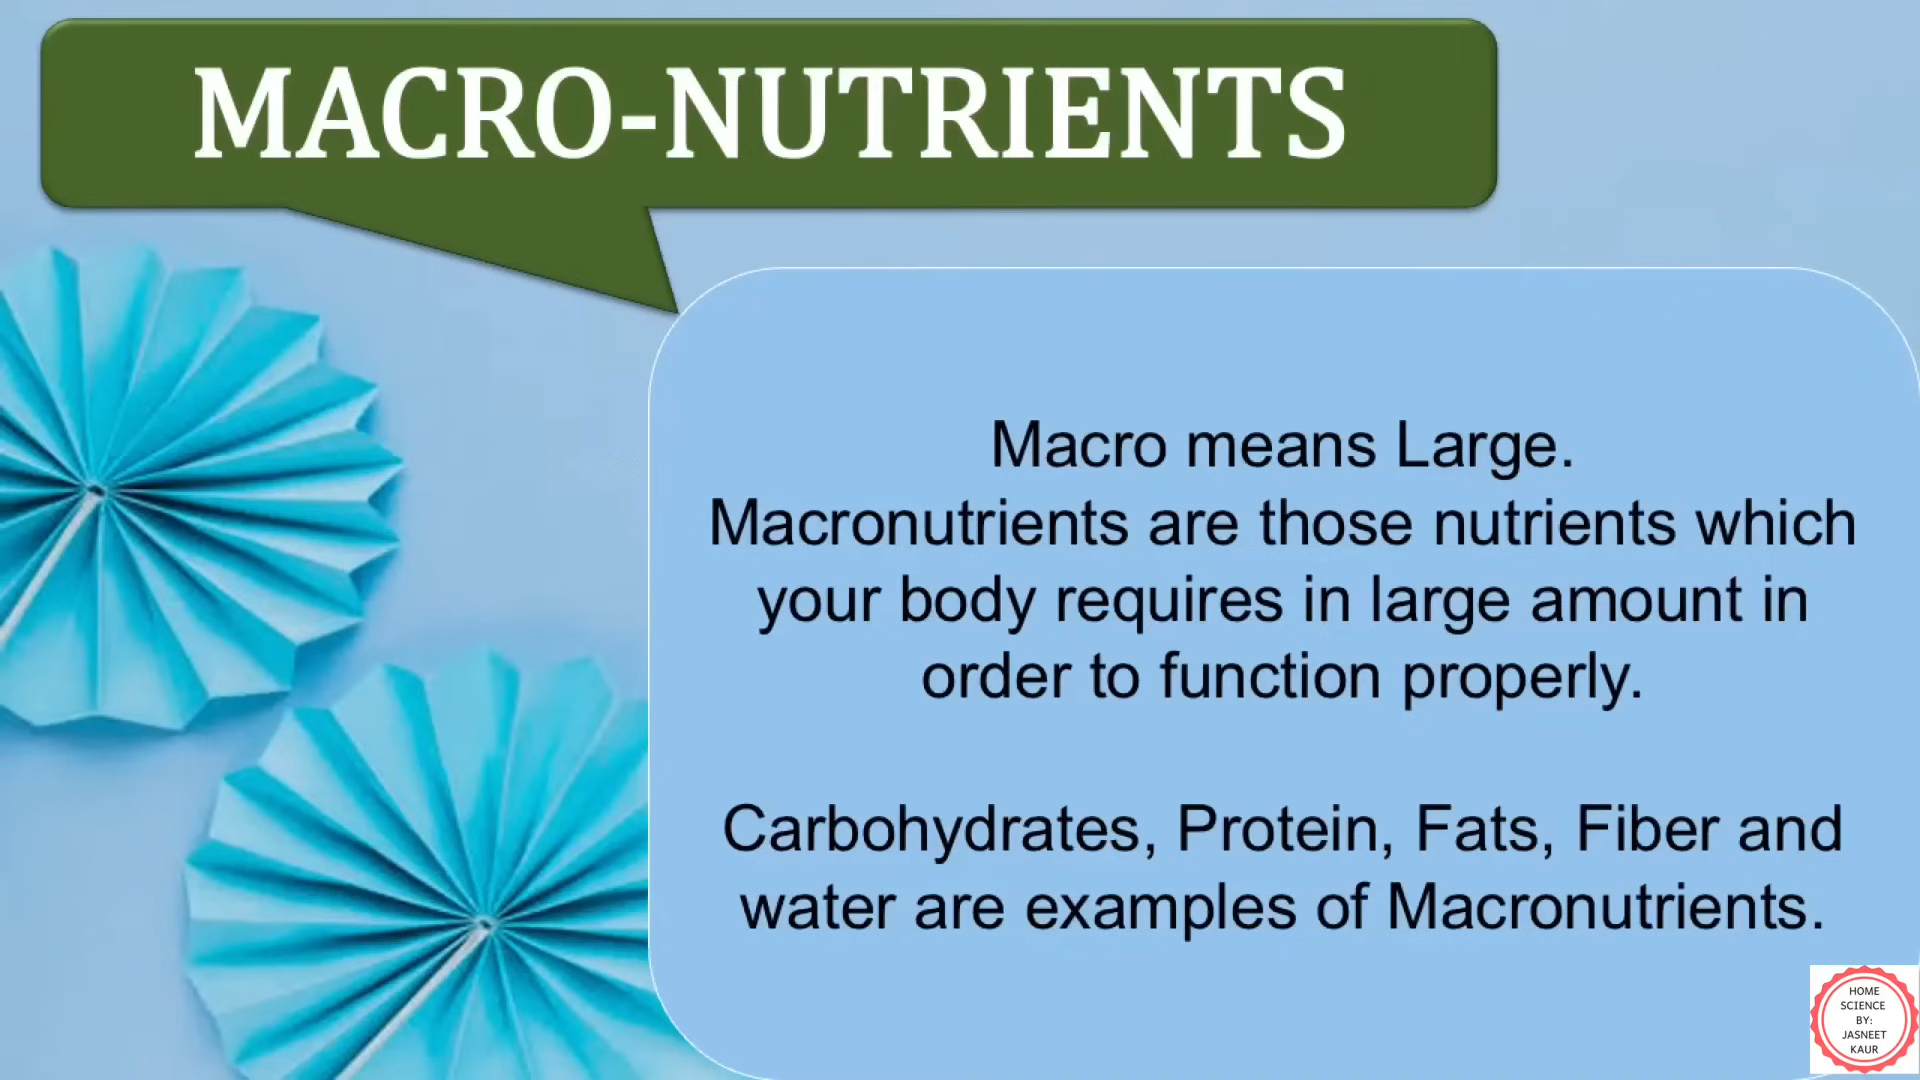 MACRO-NUTRIENTS
Macro means Large.
Macronutrients are those nutrients which
your body requires in large amount in
order to function properly.
Carbohydrates, Protein, Fats, Fiber and
water are examples of Macronutrients.
HOME
SCIENCE
BY:
JASNEET
KAUR